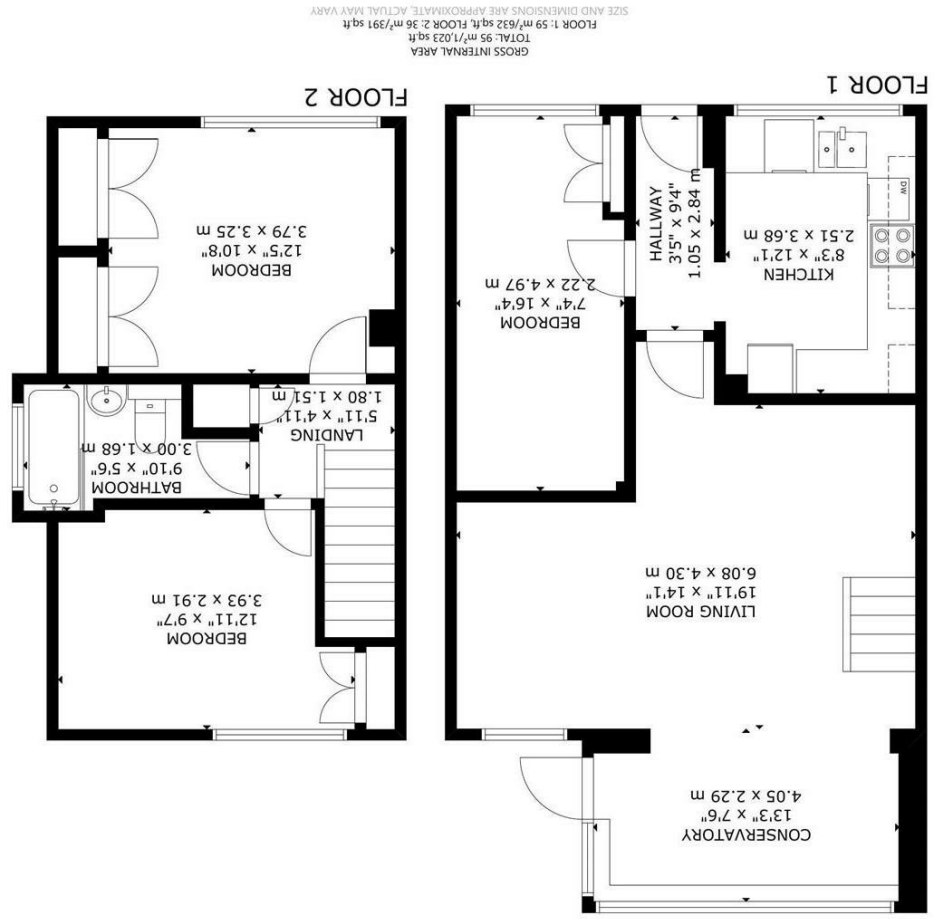 CONSERVATORY
13'3" x 7'6"
4.05 x 2.29 m
LIVING ROOM
19'11" x 14'1"
6.08 x 4.30 m
BEDROOM
12'11" x 9'7"
3.93 x 2.91 m
BATHROOM
9'10" x 5'6"
3.00 x 1.68 m
LANDING
5'11" x 4'11"
1.80 x 1.51 m
BEDROOM
7'4" x 16'4"
2.22 x 4.97 m
KITCHEN
8'3" x 12'1"
2.51 x 3.68 m
HALLWAY
3'5" x 9'4"
1.05 x 2.84 m
DW
BEDROOM
12'5" x 10'8"
3.79 x 3.25 m
FLOOR 1
FLOOR 2
GROSS INTERNAL AREA
TOTAL: 95 m²/1,023 sq.ft
FLOOR 1: 59 m²/632 sq.ft, FLOOR 2: 36 m²/391 sq.ft
SIZE AND DIMENSIONS ARE APPROXIMATE, ACTUAL MAY VARY